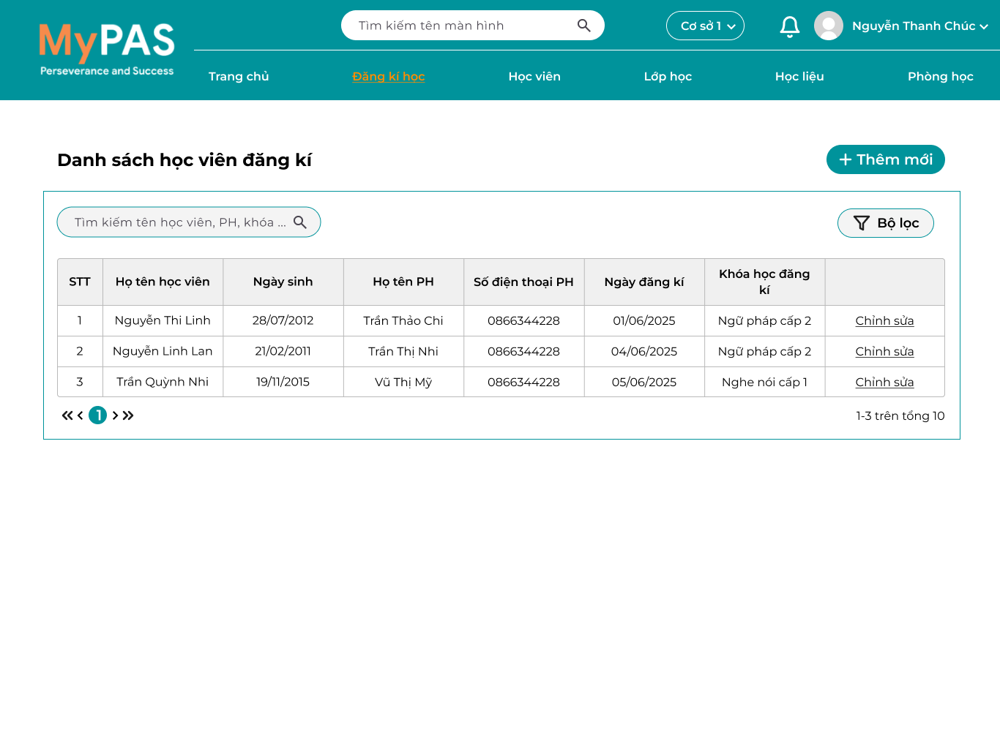 MyPAS
Perseverance and Success
Tìm kiếm tên màn hình
Cơ sở 1
Nguyễn Thanh Chúc
Trang chủ
Đăng kí học
Học viên
Lớp học
Học liệu
Phòng học
Danh sách học viên đăng kí
Thêm mới
Tìm kiếm tên học viên, PH, khóa ...
Bộ lọc
STT Họ tên học viên Ngày sinh Họ tên PH Số điện thoại PH Ngày đăng kí Khóa học đăng
kí
1 Nguyễn Thi Linh 28/07/2012 Trần Thảo Chi 0866344228 01/06/2025 Ngữ pháp cấp 2 Chỉnh sửa
2 Nguyễn Linh Lan 21/02/2011 Trần Thị Nhi 0866344228 04/06/2025 Ngữ pháp cấp 2 Chỉnh sửa
3 Trần Quỳnh Nhi 19/11/2015 Vũ Thị Mỹ 0866344228 05/06/2025 Nghe nói cấp 1 Chỉnh sửa
1
1-3 trên tổng 10